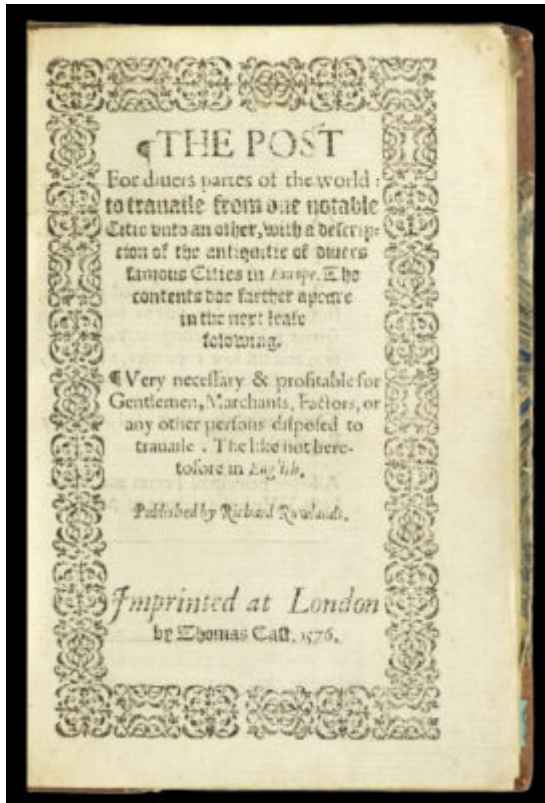 ¶THE POST
For diuers partes of the world:
to trauaile from one notable
Citie vnto an other, with a descrip-
cion of the antiquitie of diuers
famous Cities in Europe. The
contents doe farther apeare
in the next leafe
folowing.
¶Very necessary & profitable for
Gentlemen, Marchants, Factors, or
any other persons disposed to
trauaile. The like not here-
tofore in English.
Published by Richard Rowlands.
Imprinted at London
by Thomas East. 1576.